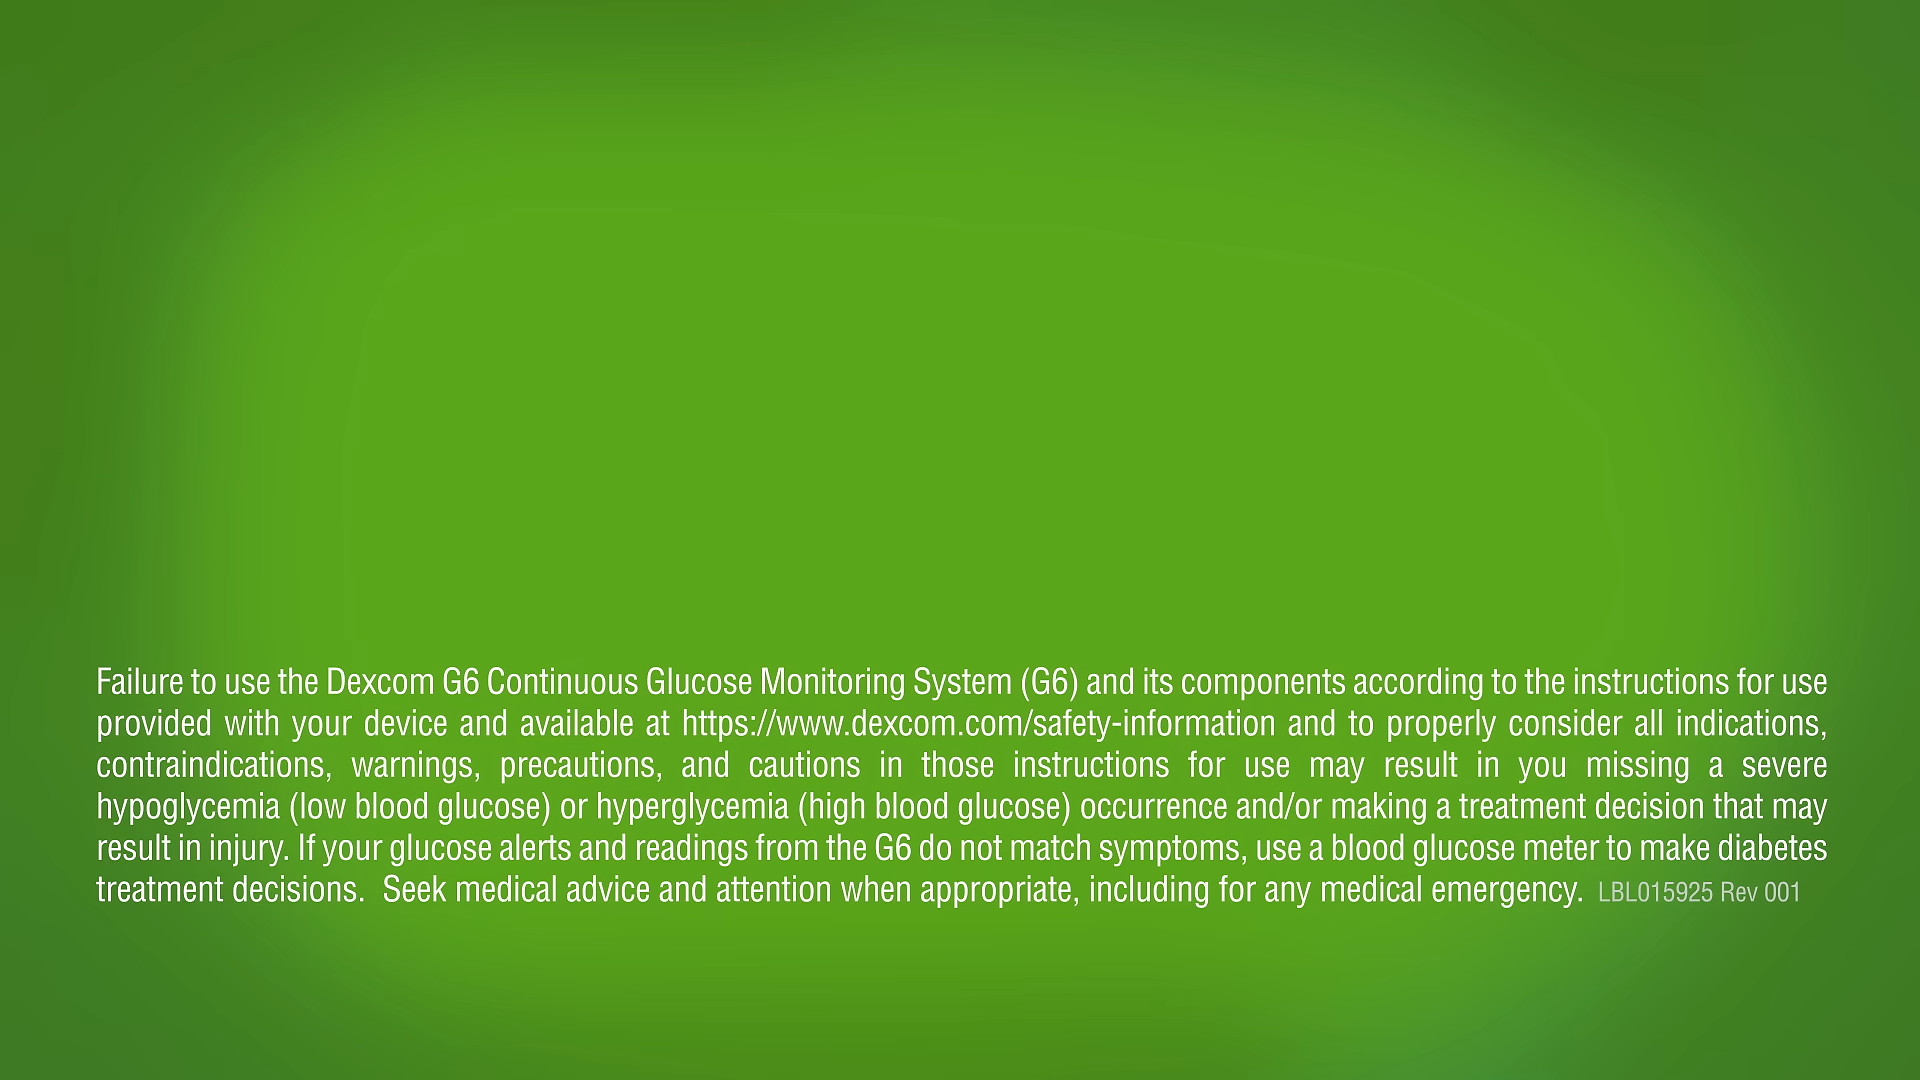 Failure to use the Dexcom G6 Continuous Glucose Monitoring System (G6) and its components according to the instructions for use
provided with your device and available at https://www.dexcom.com/safety-information and to properly consider all indications,
contraindications, warnings, precautions, and cautions in those instructions for use may result in you missing a severe
hypoglycemia (low blood glucose) or hyperglycemia (high blood glucose) occurrence and/or making a treatment decision that may
result in injury. If your glucose alerts and readings from the G6 do not match symptoms, use a blood glucose meter to make diabetes
treatment decisions.  Seek medical advice and attention when appropriate, including for any medical emergency. LBL015925 Rev 001